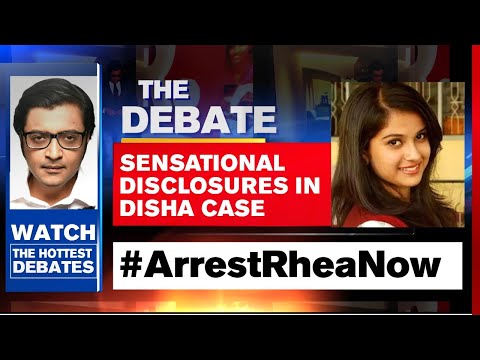 THE
DEBATE
SENSATIONAL
DISCLOSURES IN
DISHA CASE
WATCH
THE HOTTEST
DEBATES
#ArrestRheaNow